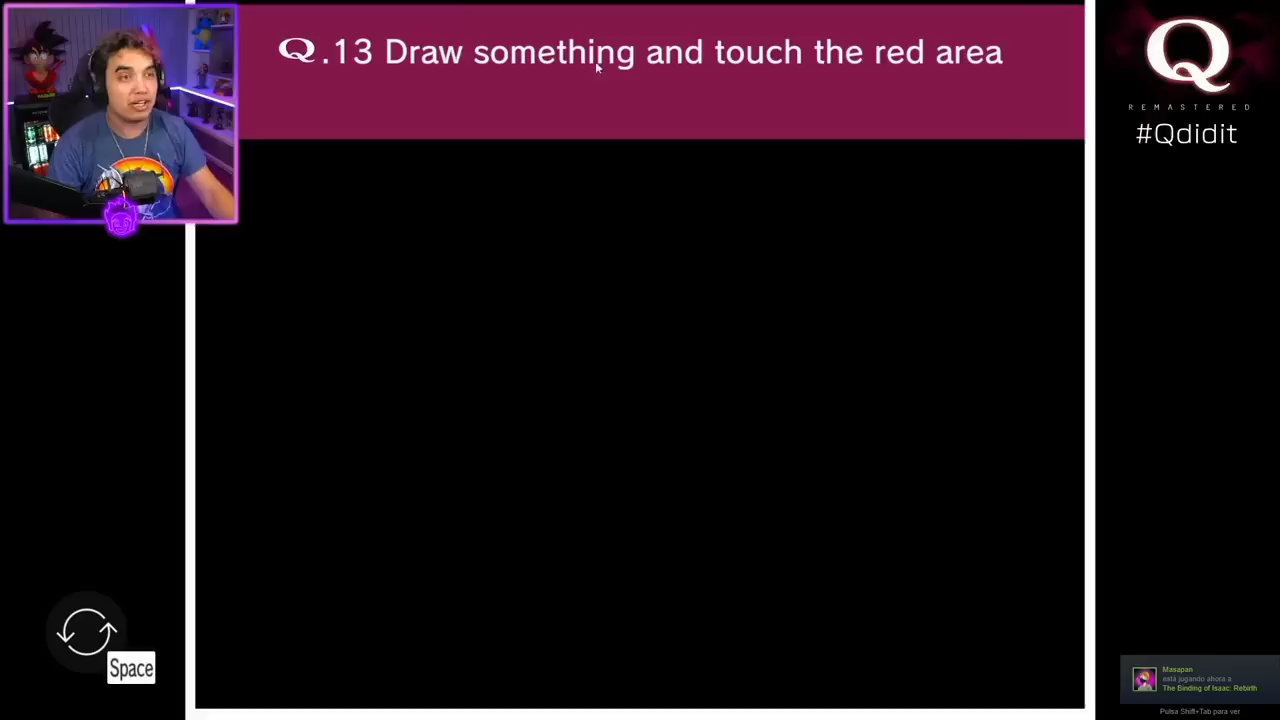 Q.13 Draw something and touch the red area
Q
REMASTERED
#Qdidit
Space
Masapan
está jugando ahora a
The Binding of Isaac: Rebirth
Pulsa Shift+Tab para ver